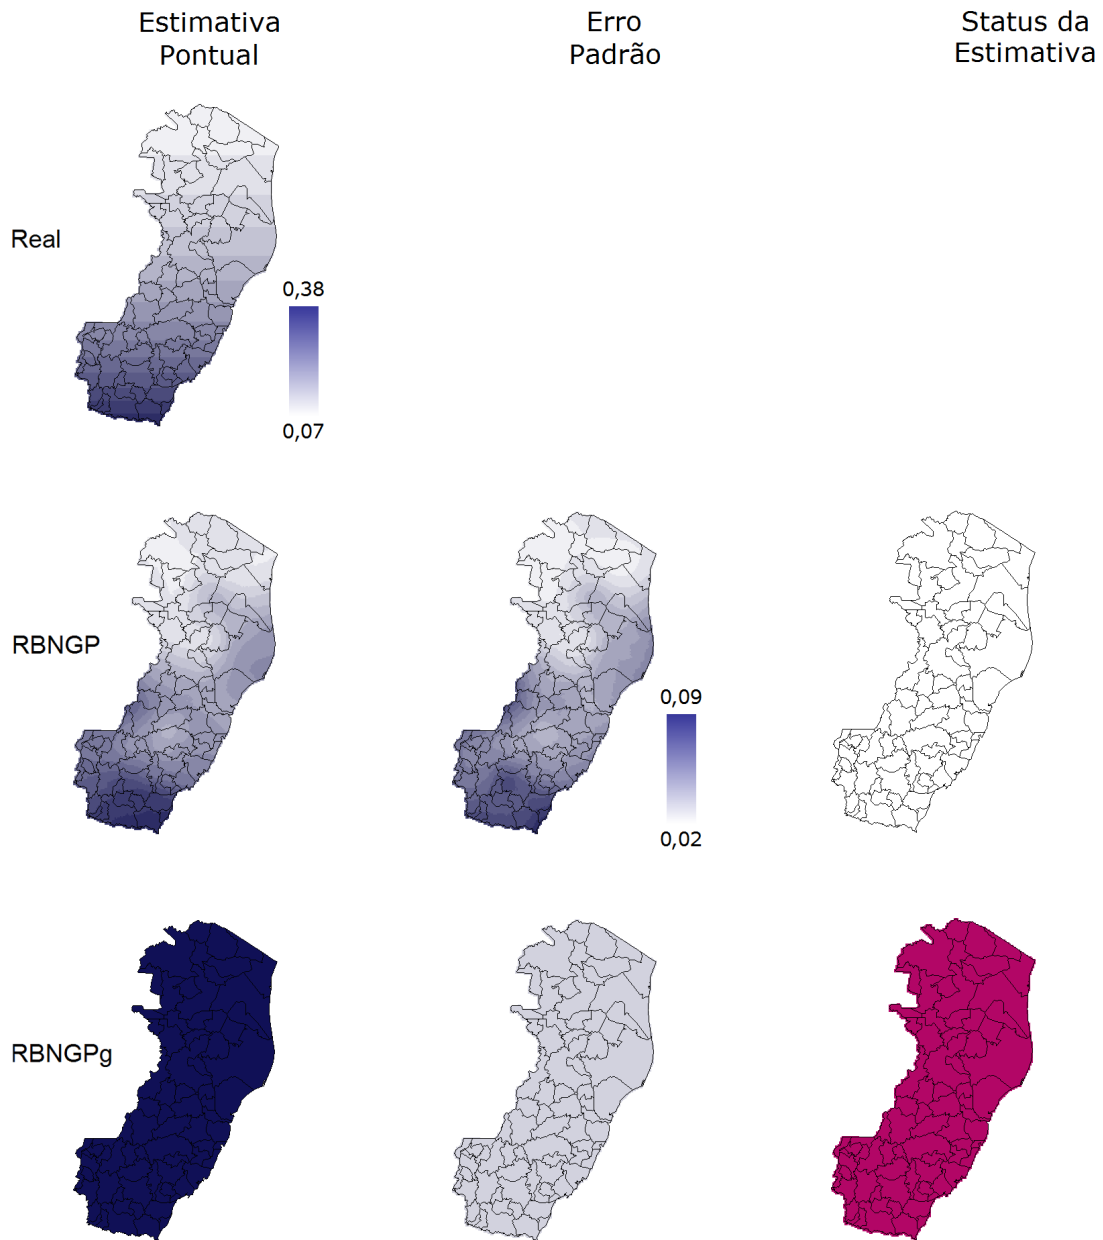 Estimativa
Pontual
Erro
Padrão
Status da
Estimativa
Real
0,38
0,07
RBNGP
0,09
0,02
RBNGPg